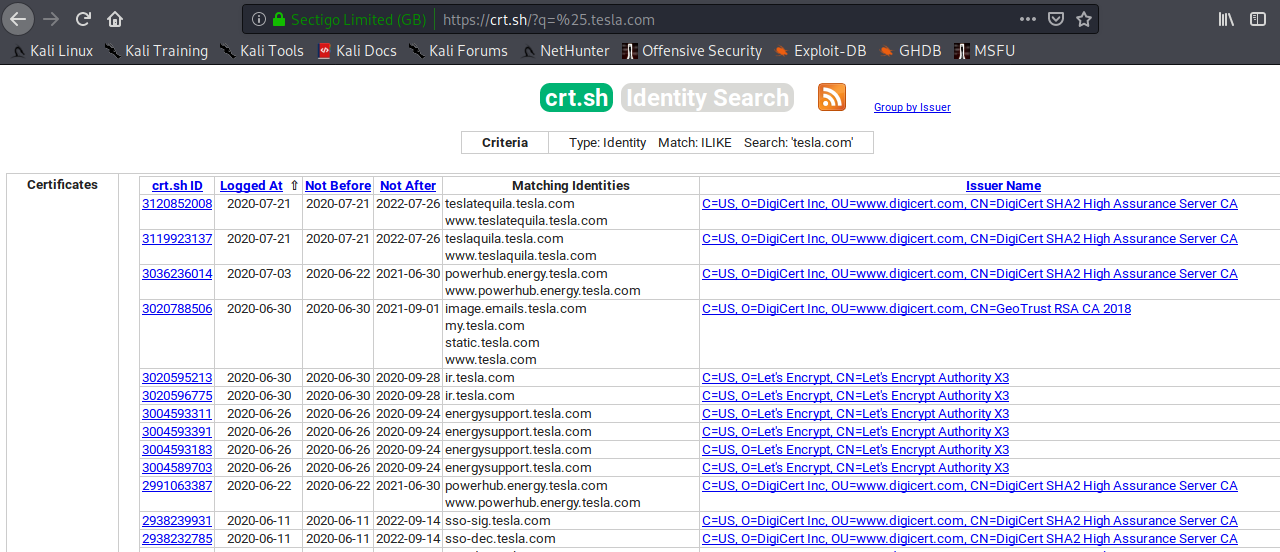 Sectigo Limited (GB) https://crt.sh/?q=%25.tesla.com
Kali Linux Kali Training Kali Tools Kali Docs Kali Forums NetHunter Offensive Security Exploit-DB GHDB MSFU
crt.sh Identity Search Group by Issuer
Criteria Type: Identity Match: ILIKE Search: 'tesla.com'
Certificates crt.sh ID Logged At ⇧ Not Before Not After Matching Identities Issuer Name
3120852008 2020-07-21 2020-07-21 2022-07-26 teslatequila.tesla.com C=US, O=DigiCert Inc, OU=www.digicert.com, CN=DigiCert SHA2 High Assurance Server CA
www.teslatequila.tesla.com
3119923137 2020-07-21 2020-07-21 2022-07-26 teslaquila.tesla.com C=US, O=DigiCert Inc, OU=www.digicert.com, CN=DigiCert SHA2 High Assurance Server CA
www.teslaquila.tesla.com
3036236014 2020-07-03 2020-06-22 2021-06-30 powerhub.energy.tesla.com C=US, O=DigiCert Inc, OU=www.digicert.com, CN=DigiCert SHA2 High Assurance Server CA
www.powerhub.energy.tesla.com
3020788506 2020-06-30 2020-06-30 2021-09-01 image.emails.tesla.com C=US, O=DigiCert Inc, OU=www.digicert.com, CN=GeoTrust RSA CA 2018
my.tesla.com
static.tesla.com
www.tesla.com
3020595213 2020-06-30 2020-06-30 2020-09-28 ir.tesla.com C=US, O=Let's Encrypt, CN=Let's Encrypt Authority X3
3020596775 2020-06-30 2020-06-30 2020-09-28 ir.tesla.com C=US, O=Let's Encrypt, CN=Let's Encrypt Authority X3
3004593311 2020-06-26 2020-06-26 2020-09-24 energysupport.tesla.com C=US, O=Let's Encrypt, CN=Let's Encrypt Authority X3
3004593391 2020-06-26 2020-06-26 2020-09-24 energysupport.tesla.com C=US, O=Let's Encrypt, CN=Let's Encrypt Authority X3
3004593183 2020-06-26 2020-06-26 2020-09-24 energysupport.tesla.com C=US, O=Let's Encrypt, CN=Let's Encrypt Authority X3
3004589703 2020-06-26 2020-06-26 2020-09-24 energysupport.tesla.com C=US, O=Let's Encrypt, CN=Let's Encrypt Authority X3
2991063387 2020-06-22 2020-06-22 2021-06-30 powerhub.energy.tesla.com C=US, O=DigiCert Inc, OU=www.digicert.com, CN=DigiCert SHA2 High Assurance Server CA
www.powerhub.energy.tesla.com
2938239931 2020-06-11 2020-06-11 2022-09-14 sso-sig.tesla.com C=US, O=DigiCert Inc, OU=www.digicert.com, CN=DigiCert SHA2 High Assurance Server CA
2938232785 2020-06-11 2020-06-11 2022-09-14 sso-dec.tesla.com C=US, O=DigiCert Inc, OU=www.digicert.com, CN=DigiCert SHA2 High Assurance Server CA